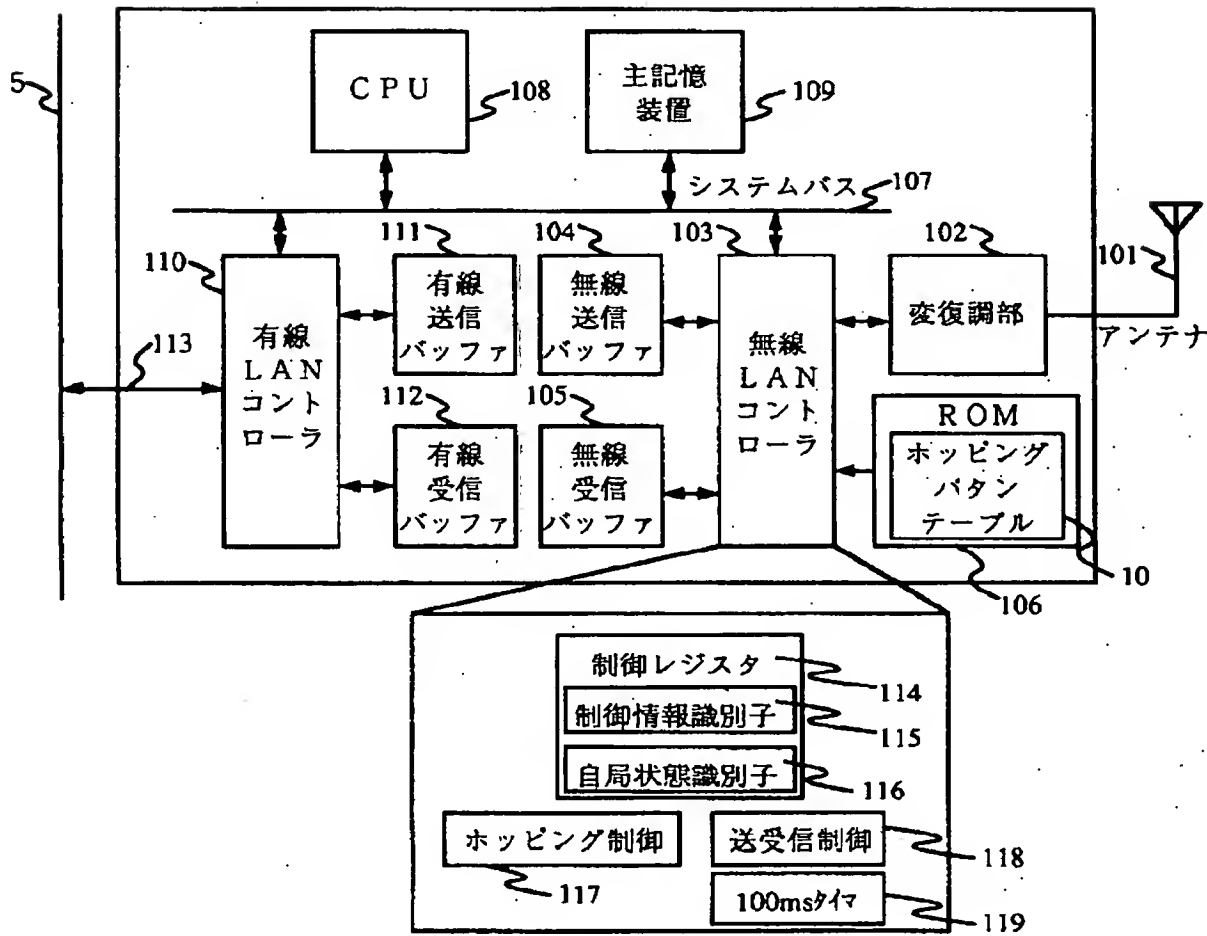 5
CPU
108
主記憶
装置
109
システムバス
107
110
111
104
103
102
101
有線
LAN
コント
ローラ
有線
送信
バッファ
無線
送信
バッファ
無線
LAN
コント
ローラ
変復調部
アンテナ
113
112
105
有線
受信
バッファ
無線
受信
バッファ
ROM
ホッピング
パタン
テーブル
10
106
制御レジスタ
114
制御情報識別子
115
自局状態識別子
116
ホッピング制御
117
送受信制御
118
100msタイマ
119